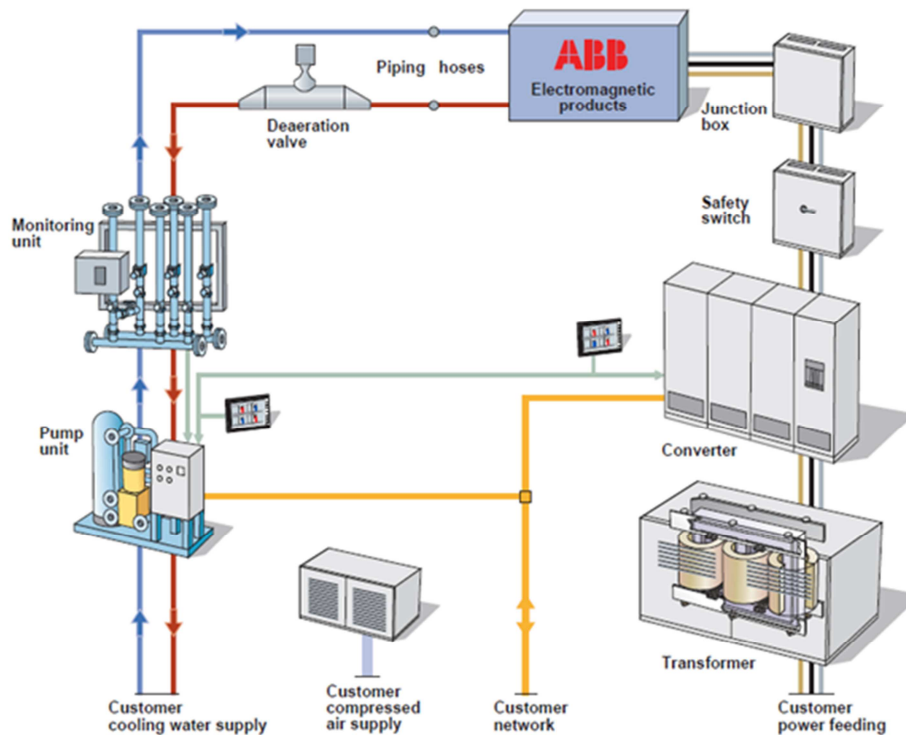 ABB
Electromagnetic
products
Piping hoses
Deaeration
valve
Junction
box
Safety
switch
Monitoring
unit
Pump
unit
Converter
Transformer
Customer
cooling water supply
Customer
compressed
air supply
Customer
network
Customer
power feeding